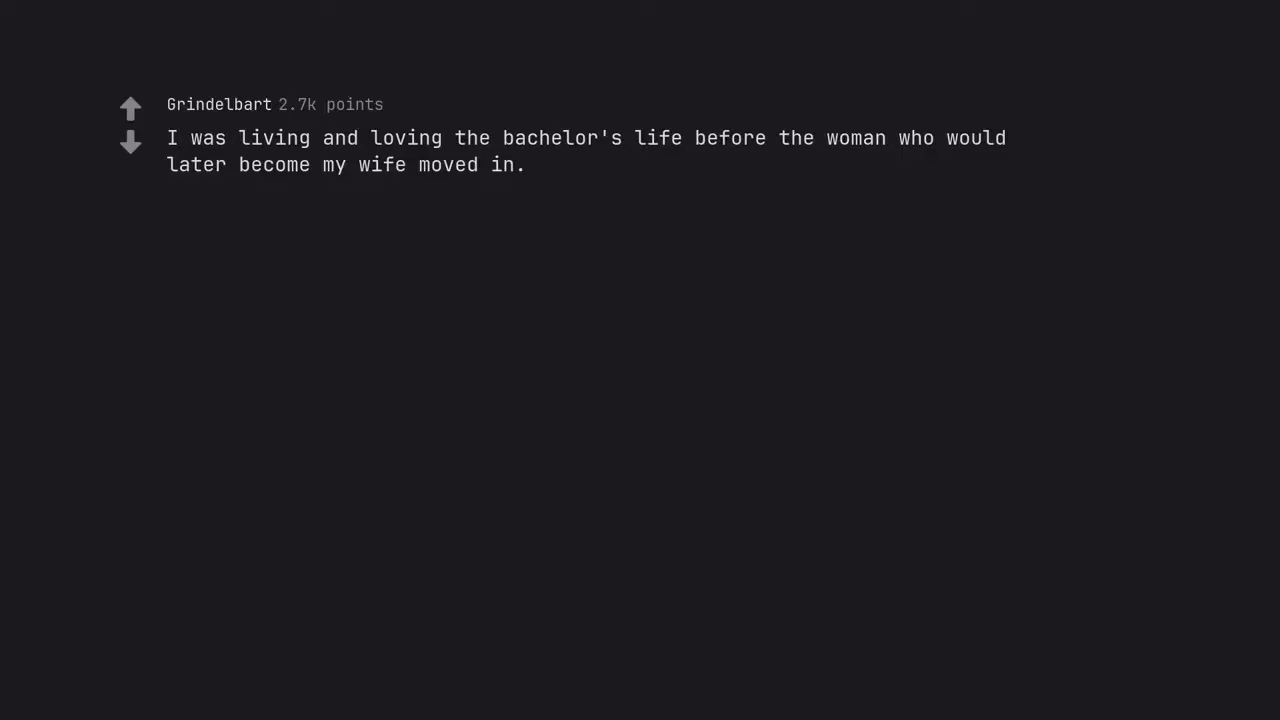 Grindelbart 2.7k points
I was living and loving the bachelor's life before the woman who would
later become my wife moved in.